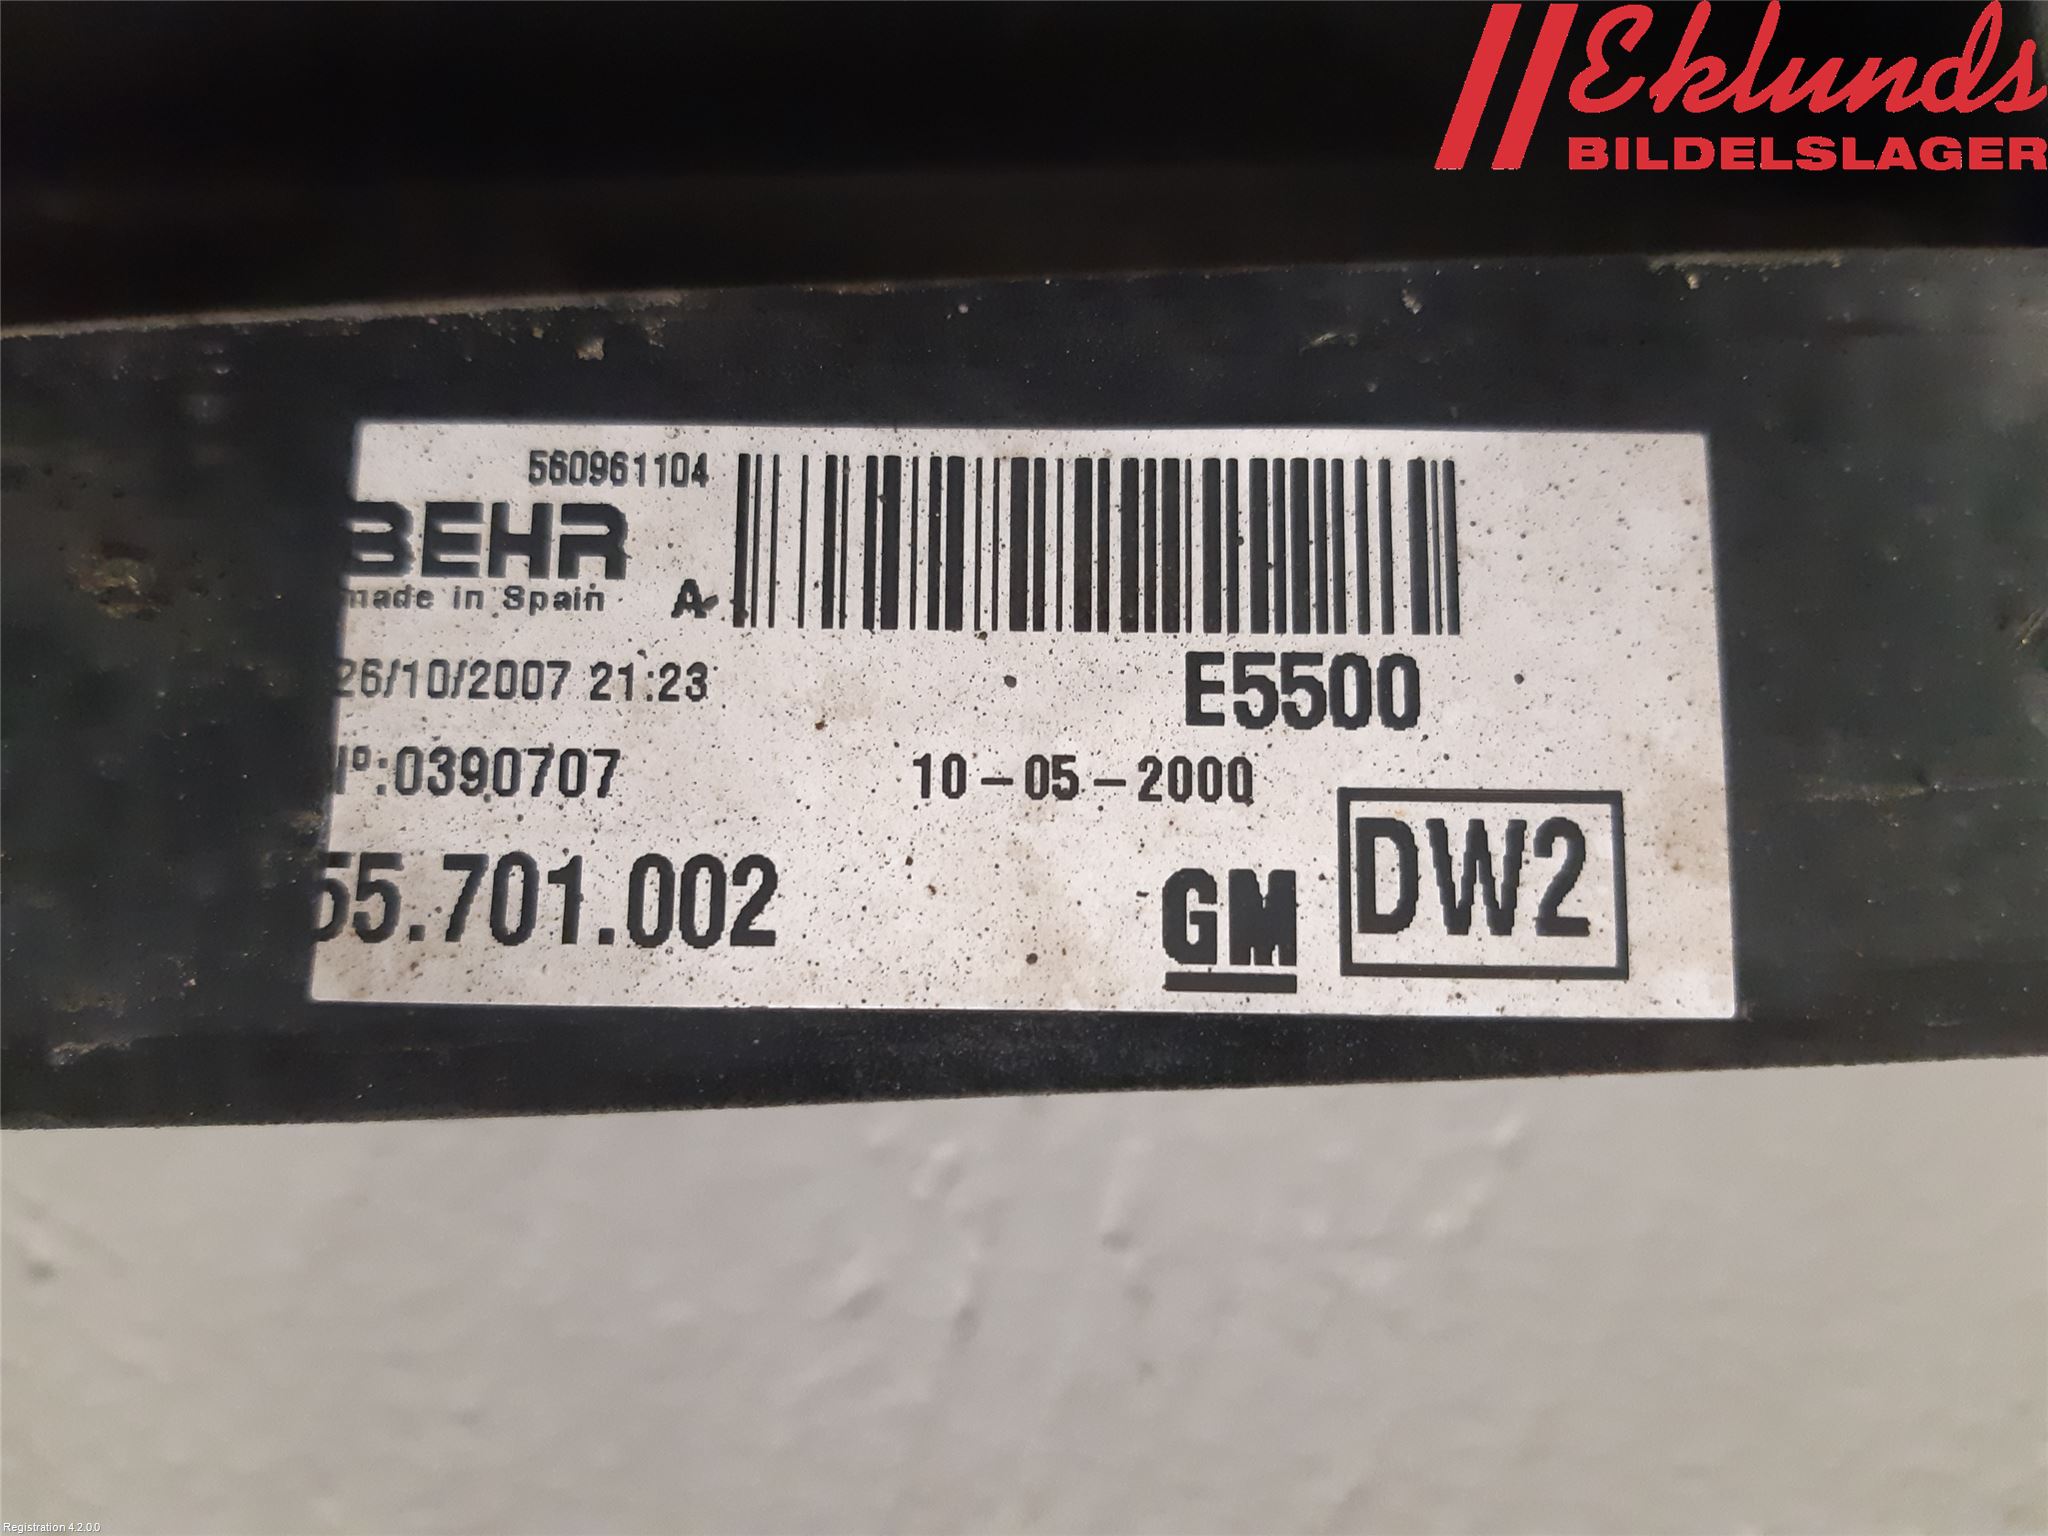 Eklunds
BILDELSLAGER
560961104
BEHR
made in Spain
A
26/10/2007 21:23
E5500
Nº:0390707
10-05-2000
55.701.002
GM
DW2
Registration 4.2.0.0